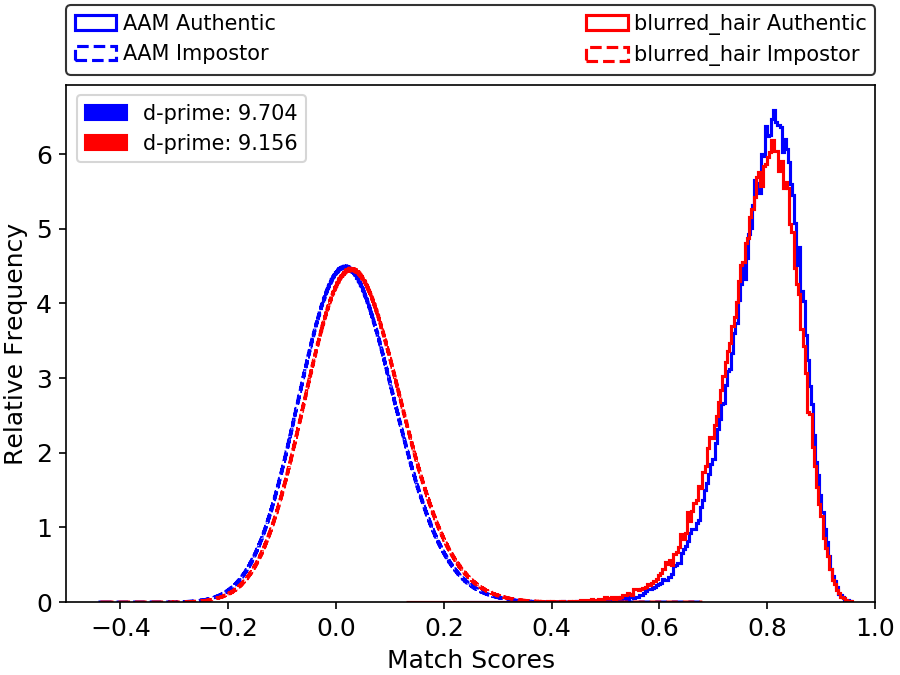 AAM Authentic
blurred_hair Authentic
AAM Impostor
blurred_hair Impostor
d-prime: 9.704
d-prime: 9.156
Relative Frequency
6
5
4
3
2
1
0
−0.4 −0.2 0.0 0.2 0.4 0.6 0.8 1.0
Match Scores